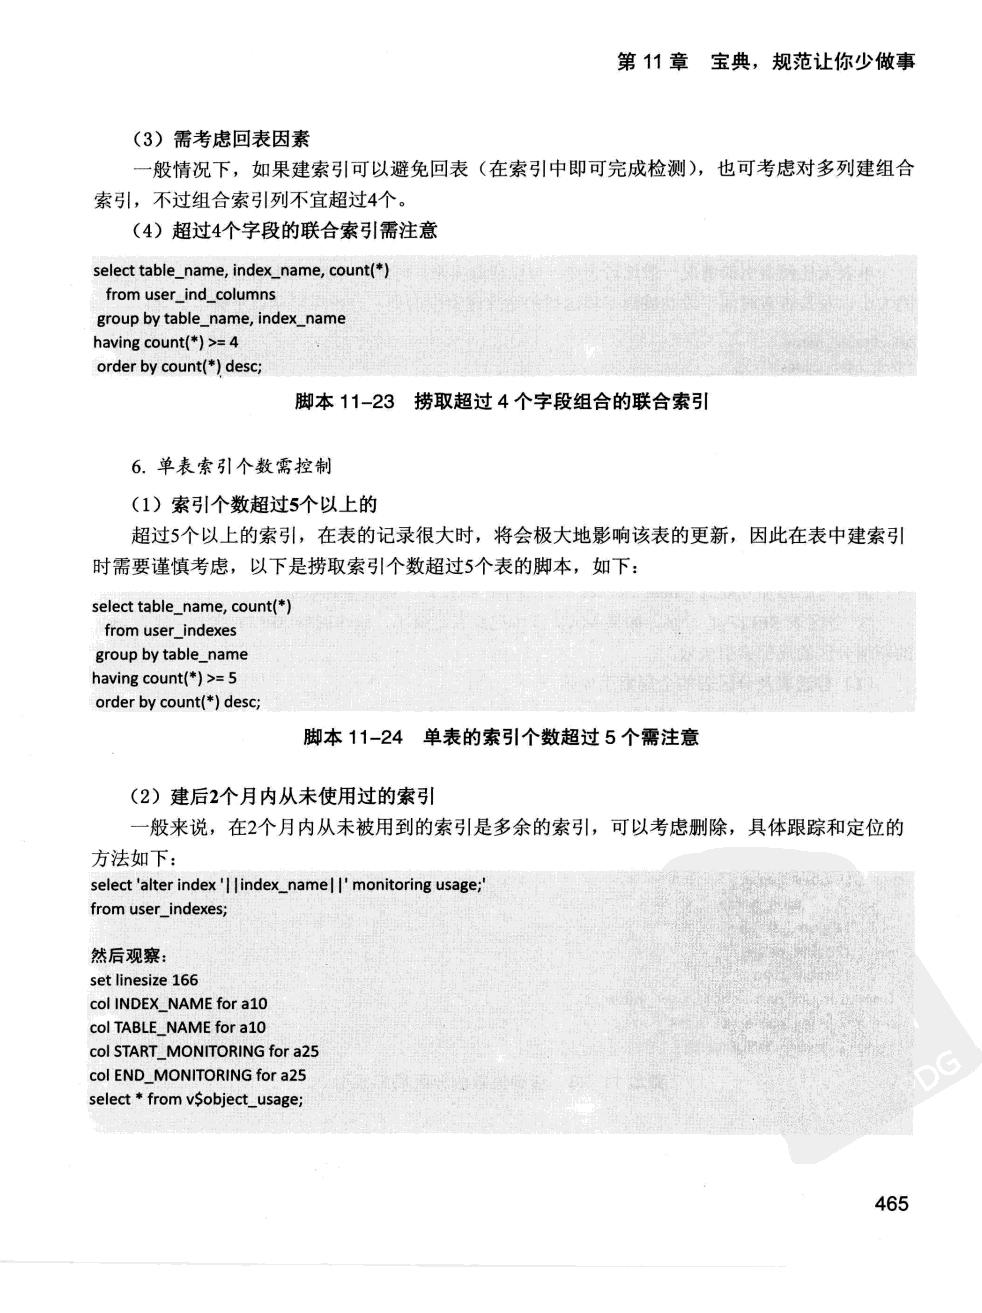 第 11 章 宝典，规范让你少做事
（3）需考虑回表因素
一般情况下，如果建索引可以避免回表（在索引中即可完成检测），也可考虑对多列建组合
索引，不过组合索引列不宜超过4个。
（4）超过4个字段的联合索引需注意
select table_name, index_name, count(*)
from user_ind_columns
group by table_name, index_name
having count(*) >= 4
order by count(*) desc;
脚本 11-23 捞取超过 4 个字段组合的联合索引
6. 单表索引个数需控制
（1）索引个数超过5个以上的
超过5个以上的索引，在表的记录很大时，将会极大地影响该表的更新，因此在表中建索引
时需要谨慎考虑，以下是捞取索引个数超过5个表的脚本，如下：
select table_name, count(*)
from user_indexes
group by table_name
having count(*) >= 5
order by count(*) desc;
脚本 11-24 单表的索引个数超过 5 个需注意
（2）建后2个月内从未使用过的索引
一般来说，在2个月内从未被用到的索引是多余的索引，可以考虑删除，具体跟踪和定位的
方法如下：
select 'alter index '||index_name||' monitoring usage;'
from user_indexes;
然后观察：
set linesize 166
col INDEX_NAME for a10
col TABLE_NAME for a10
col START_MONITORING for a25
col END_MONITORING for a25
select * from v$object_usage;
465